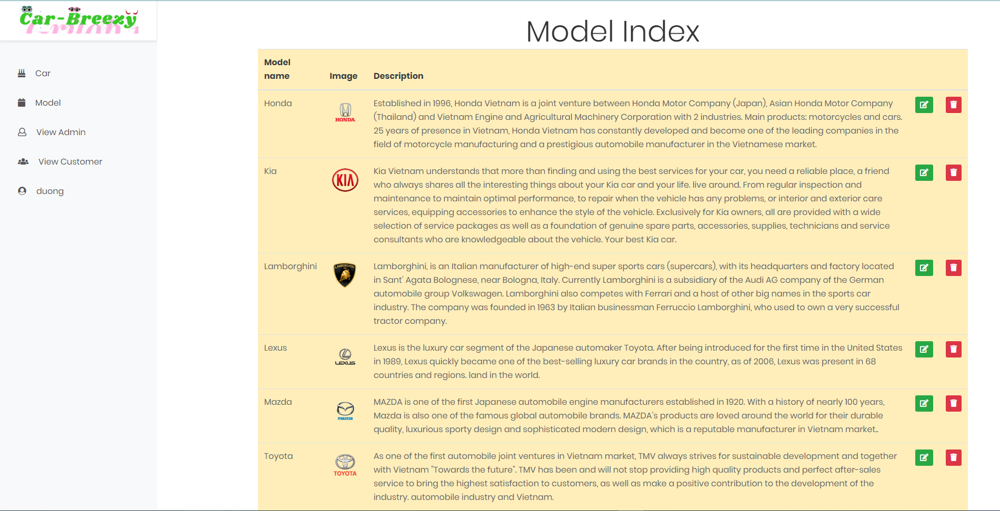 Car-Breezy
Car
Model
View Admin
View Customer
duong
Model Index
Model
name
Image
Description
Honda
HONDA
Established in 1996, Honda Vietnam is a joint venture between Honda Motor Company (Japan), Asian Honda Motor Company
(Thailand) and Vietnam Engine and Agricultural Machinery Corporation with 2 industries. Main products: motorcycles and cars.
25 years of presence in Vietnam, Honda Vietnam has constantly developed and become one of the leading companies in the
field of motorcycle manufacturing and a prestigious automobile manufacturer in the Vietnamese market.
Kia
KIA
Kia Vietnam understands that more than finding and using the best services for your car, you need a reliable place, a friend
who always shares all the interesting things about your Kia car and your life. live around. From regular inspection and
maintenance to maintain optimal performance, to repair when the vehicle has any problems, or interior and exterior care
services, equipping accessories to enhance the style of the vehicle. Exclusively for Kia owners, all are provided with a wide
selection of service packages as well as a foundation of genuine spare parts, accessories, supplies, technicians and service
consultants who are knowledgeable about the vehicle. Your best Kia car.
Lamborghini
LAMBORGHINI
Lamborghini, is an Italian manufacturer of high-end super sports cars (supercars), with its headquarters and factory located
in Sant' Agata Bolognese, near Bologna, Italy. Currently Lamborghini is a subsidiary of the Audi AG company of the German
automobile group Volkswagen. Lamborghini also competes with Ferrari and a host of other big names in the sports car
industry. The company was founded in 1963 by Italian businessman Ferruccio Lamborghini, who used to own a very successful
tractor company.
Lexus
LEXUS
Lexus is the luxury car segment of the Japanese automaker Toyota. After being introduced for the first time in the United States
in 1989, Lexus quickly became one of the best-selling luxury car brands in the country, as of 2006, Lexus was present in 68
countries and regions. land in the world.
Mazda
mazda
MAZDA is one of the first Japanese automobile engine manufacturers established in 1920. With a history of nearly 100 years,
Mazda is also one of the famous global automobile brands. MAZDA's products are loved around the world for their durable
quality, luxurious sporty design and sophisticated modern design, which is a reputable manufacturer in Vietnam market..
Toyota
TOYOTA
As one of the first automobile joint ventures in Vietnam market, TMV always strives for sustainable development and together
with Vietnam "Towards the future". TMV has been and will not stop providing high quality products and perfect after-sales
service to bring the highest satisfaction to customers, as well as make a positive contribution to the development of the
industry. automobile industry and Vietnam.